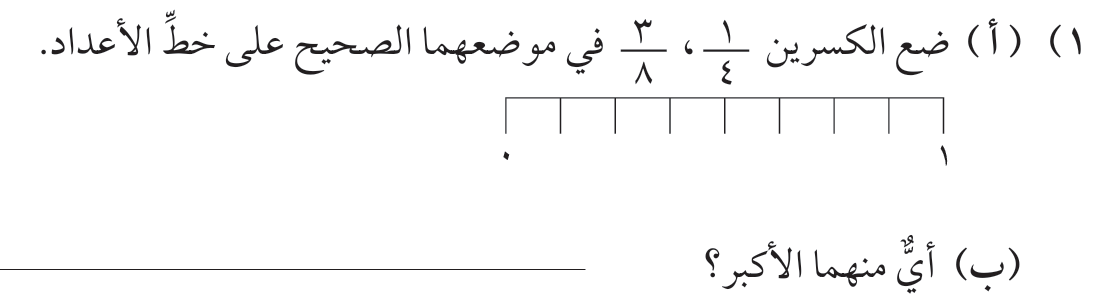 ١) (أ) ضع الكسرين ١/٤ ، ٣/٨ في موضعهما الصحيح على خطِّ الأعداد.
٠ ١
(ب) أيٌّ منهما الأكبر؟